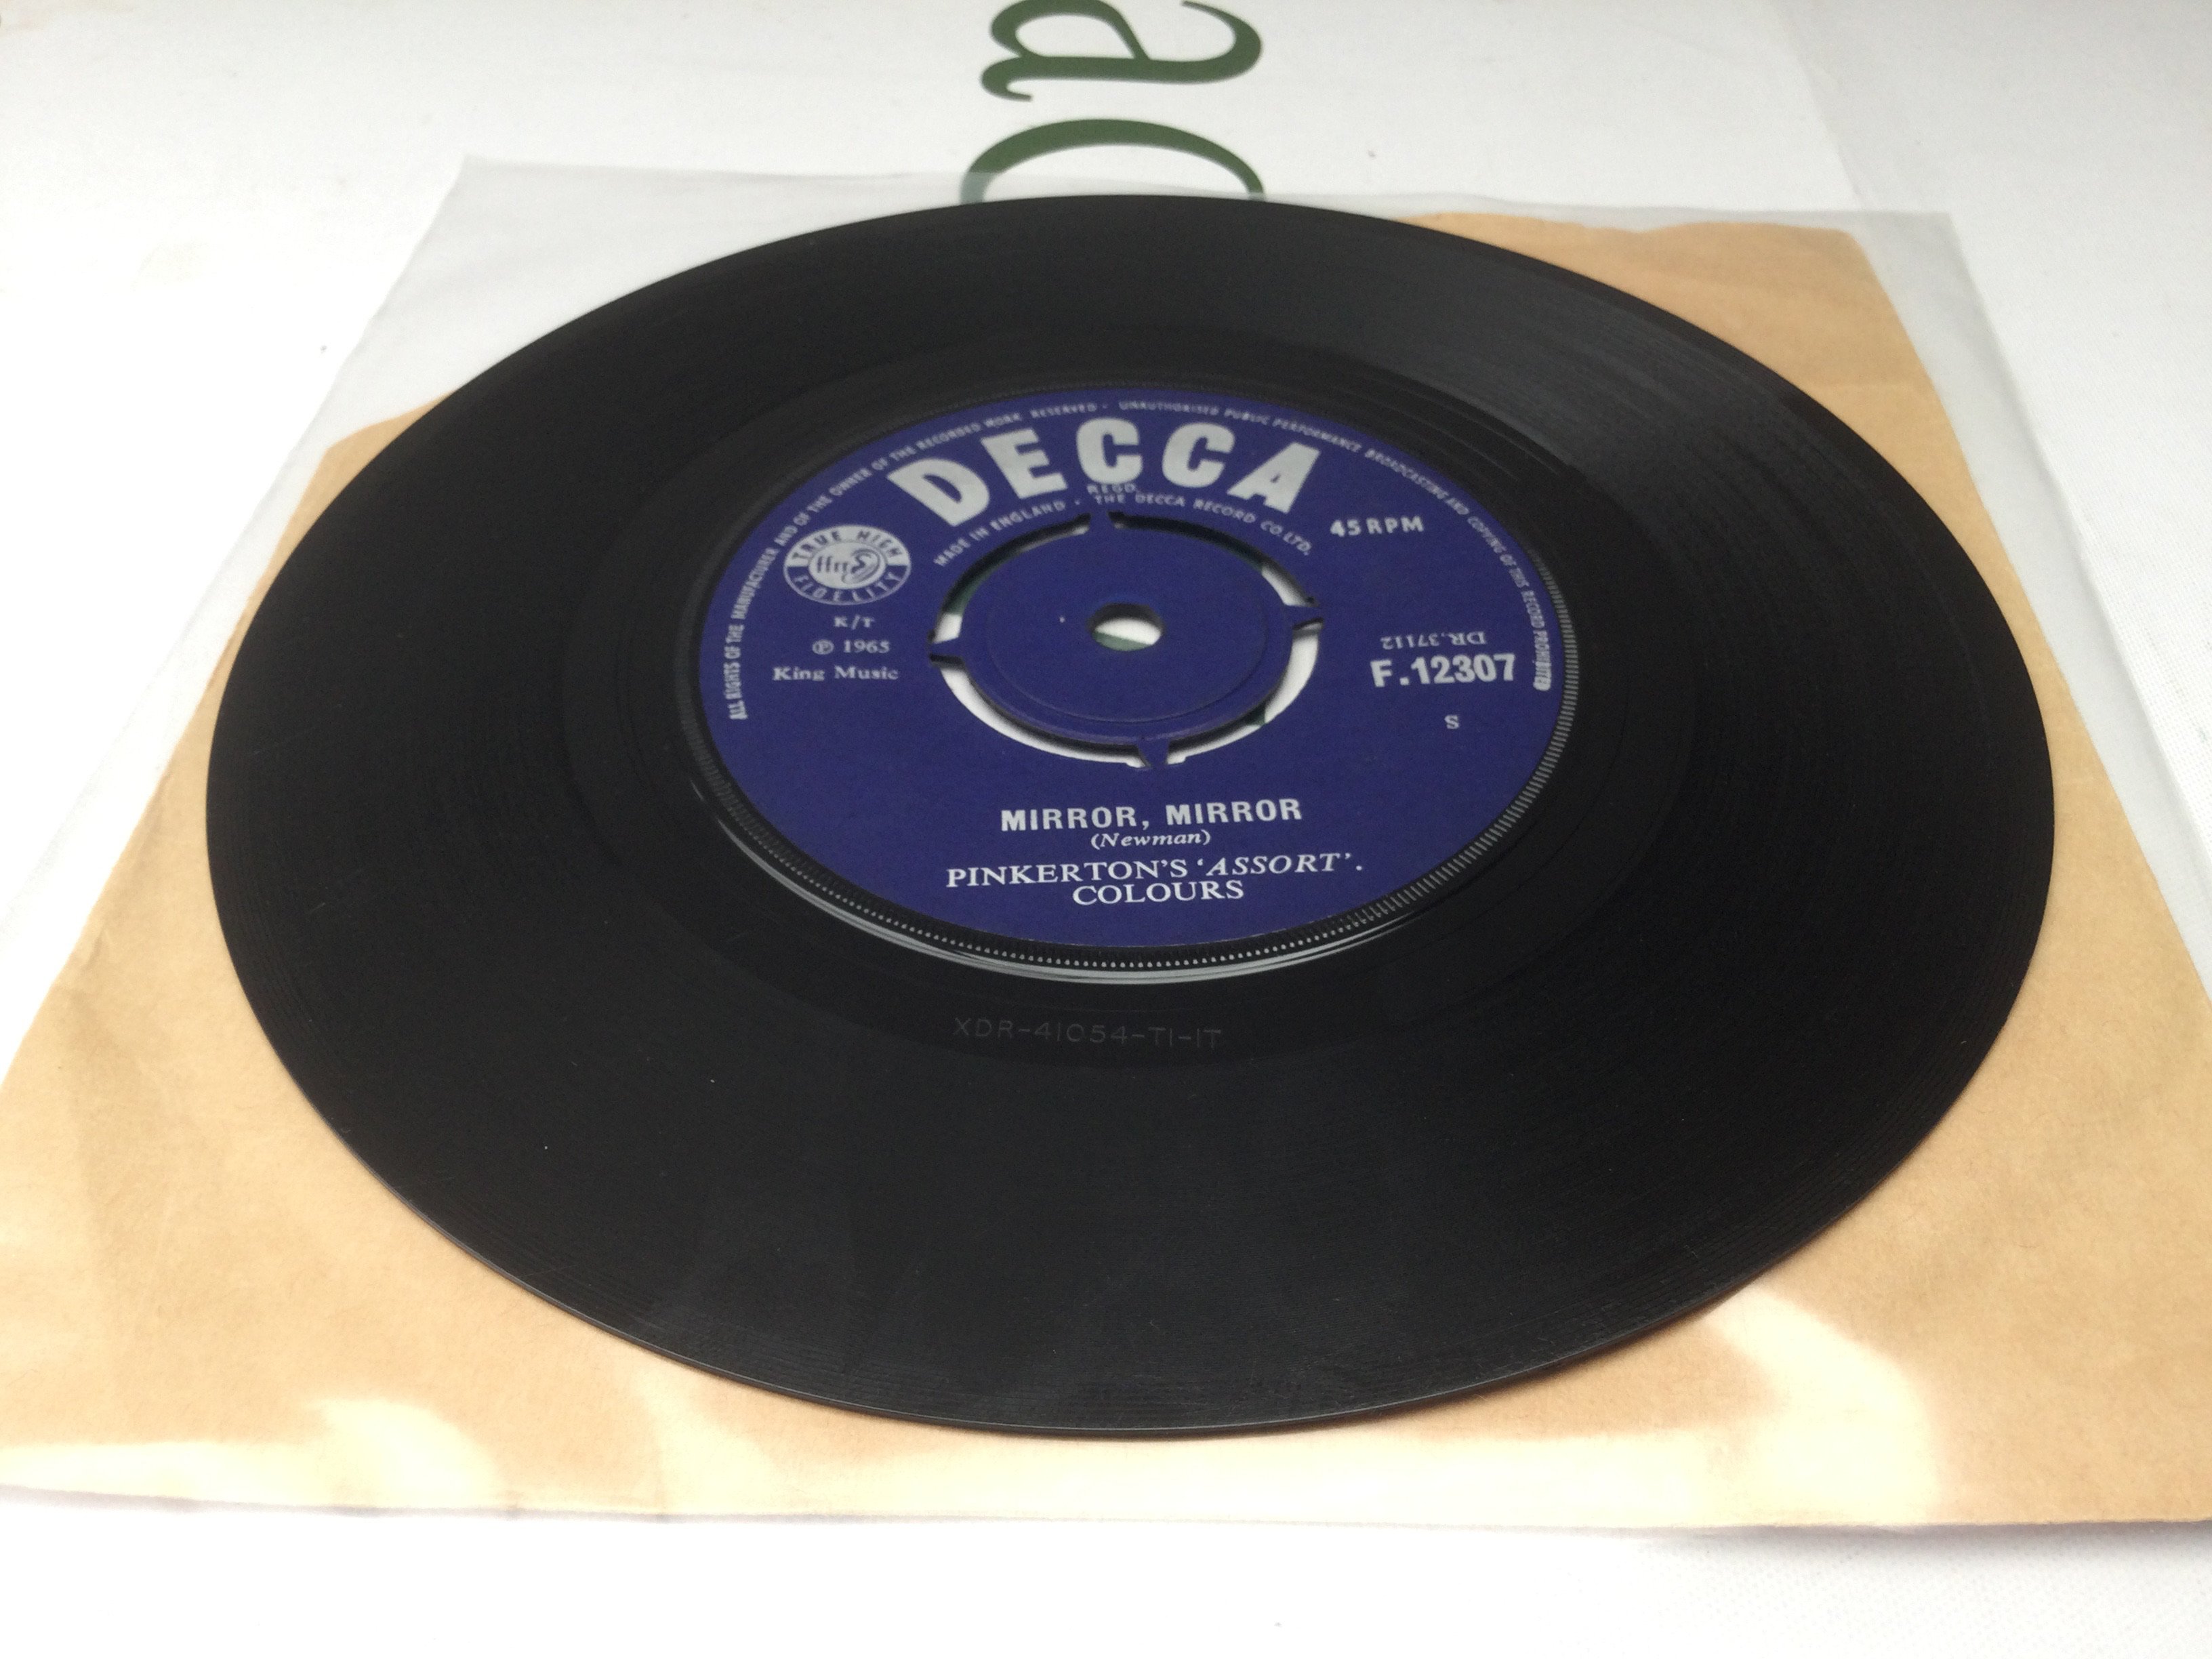 ac
ALL RIGHTS OF THE MANUFACTURER AND OF THE OWNER OF THE RECORDED WORK RESERVED · UNAUTHORISED PUBLIC PERFORMANCE BROADCASTING AND COPYING OF THIS RECORD PROHIBITED
DECCA
REGD.
MADE IN ENGLAND · THE DECCA RECORD CO. LTD.
45 RPM
TRUE HIGH
ffrr
FIDELITY
K/T
℗ 1965
King Music
DR.37112
F.12307
S
MIRROR, MIRROR
(Newman)
PINKERTON'S 'ASSORT'.
COLOURS
XDR-41054-T1-1T